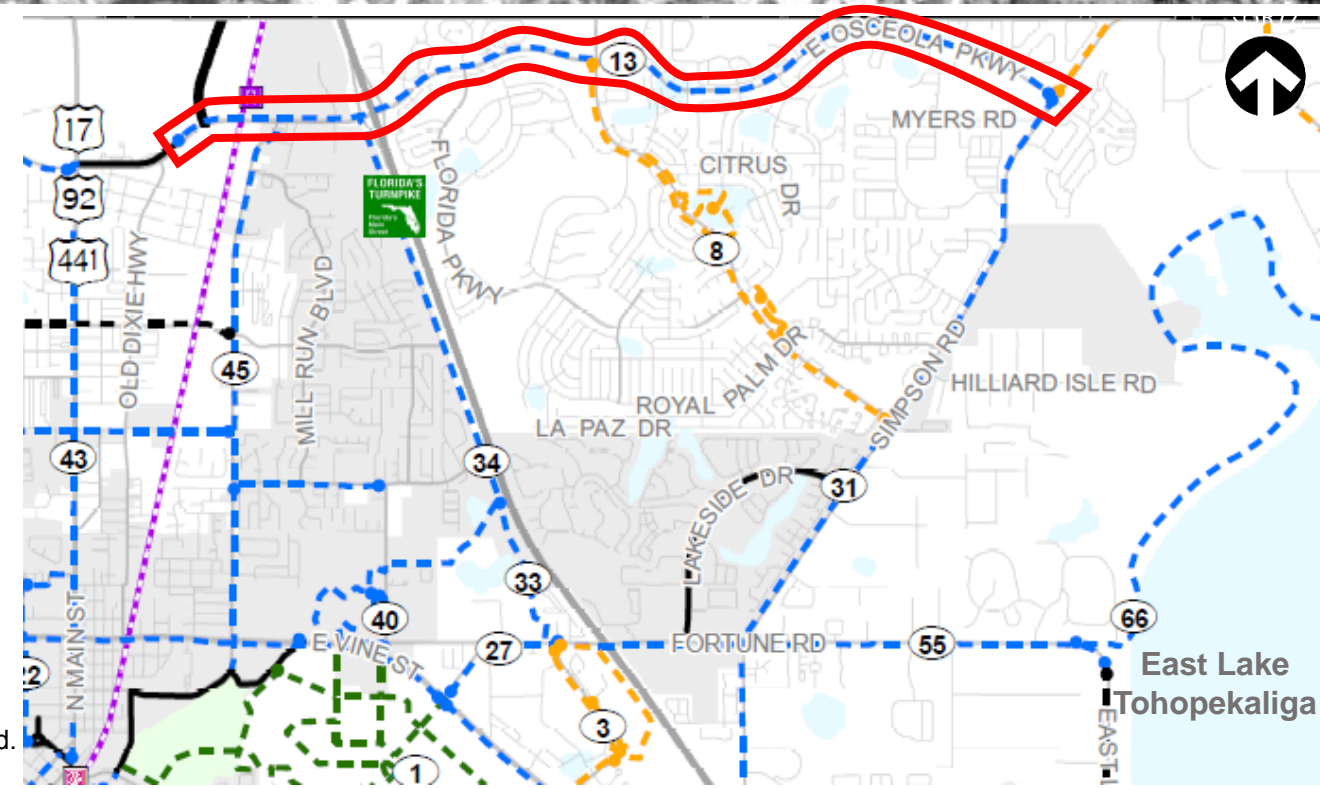 E OSCEOLA PKWY
13
17
MYERS RD
CITRUS DR
FLORIDA'S
TURNPIKE
FLORIDA PKWY
92
8
441
OLD DIXIE HWY
MILL RUN BLVD
45
PALM DR
ROYAL
SIMPSON RD
HILLIARD ISLE RD
LA PAZ DR
43
34
31
LAKESIDE DR
33
40
66
N MAIN ST
E VINE ST
27
FORTUNE RD
55
22
East Lake
Tohopekaliga
3
EAST L
d.
1